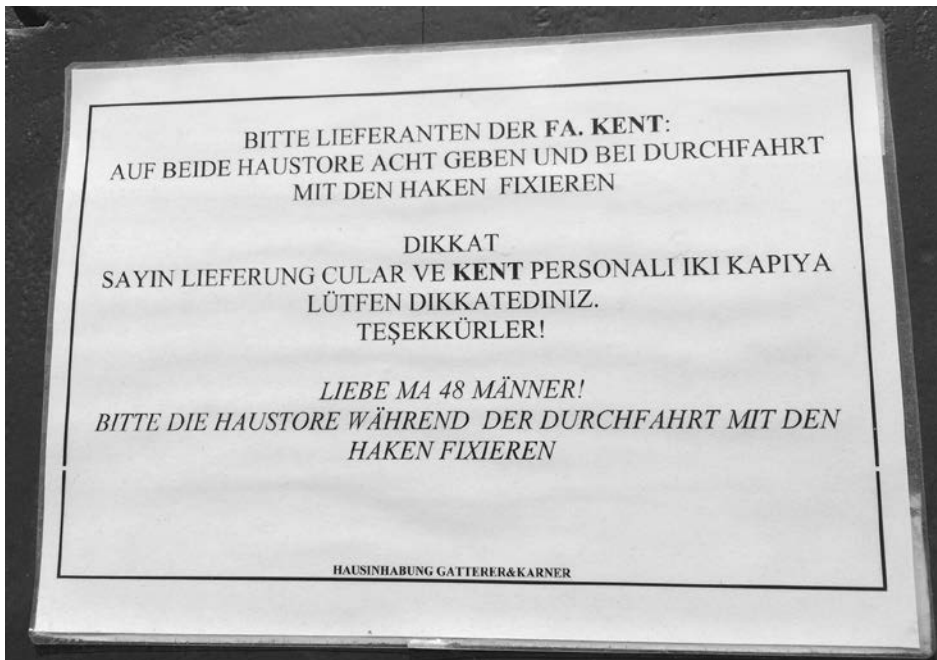 BITTE LIEFERANTEN DER FA. KENT:
AUF BEIDE HAUSTORE ACHT GEBEN UND BEI DURCHFAHRT
MIT DEN HAKEN FIXIEREN
DIKKAT
SAYIN LIEFERUNG CULAR VE KENT PERSONALI IKI KAPIYA
LÜTFEN DIKKATEDINIZ.
TEŞEKKÜRLER!
LIEBE MA 48 MÄNNER!
BITTE DIE HAUSTORE WÄHREND DER DURCHFAHRT MIT DEN
HAKEN FIXIEREN
HAUSINHABUNG GATTERER&KARNER